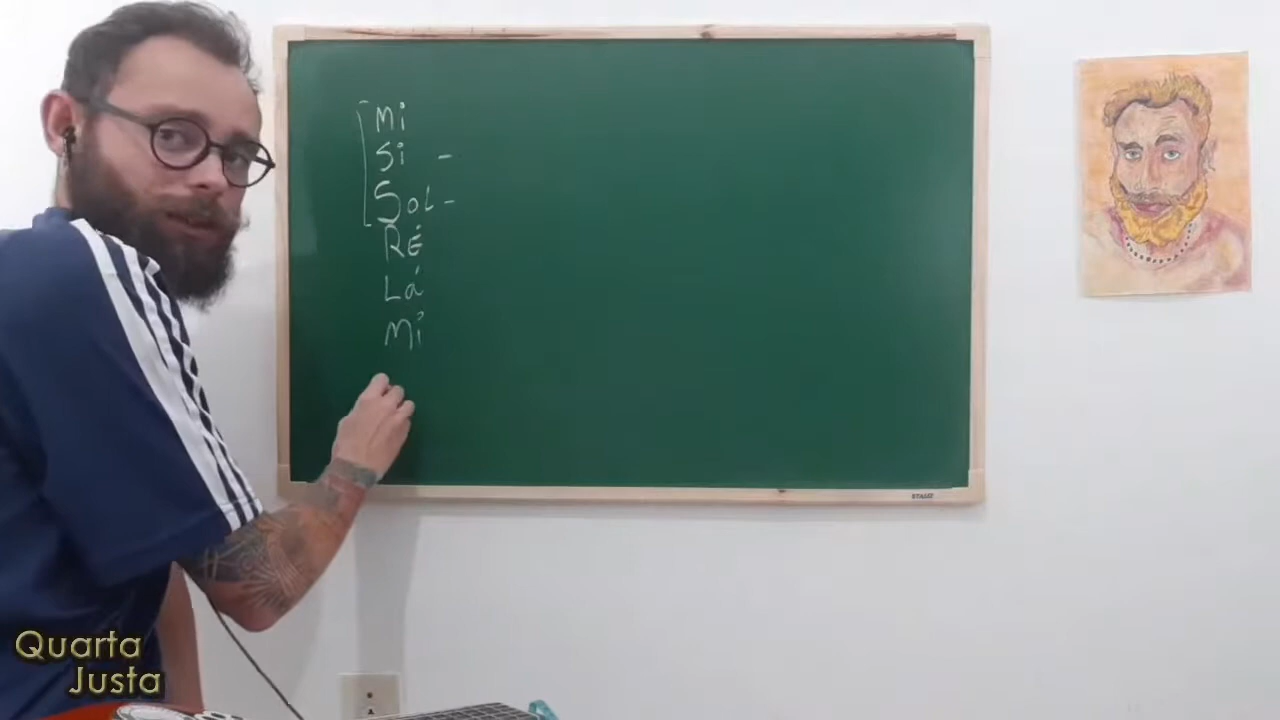 Mi
Si -
Sol -
Ré
Lá
Mi
Quarta
Justa